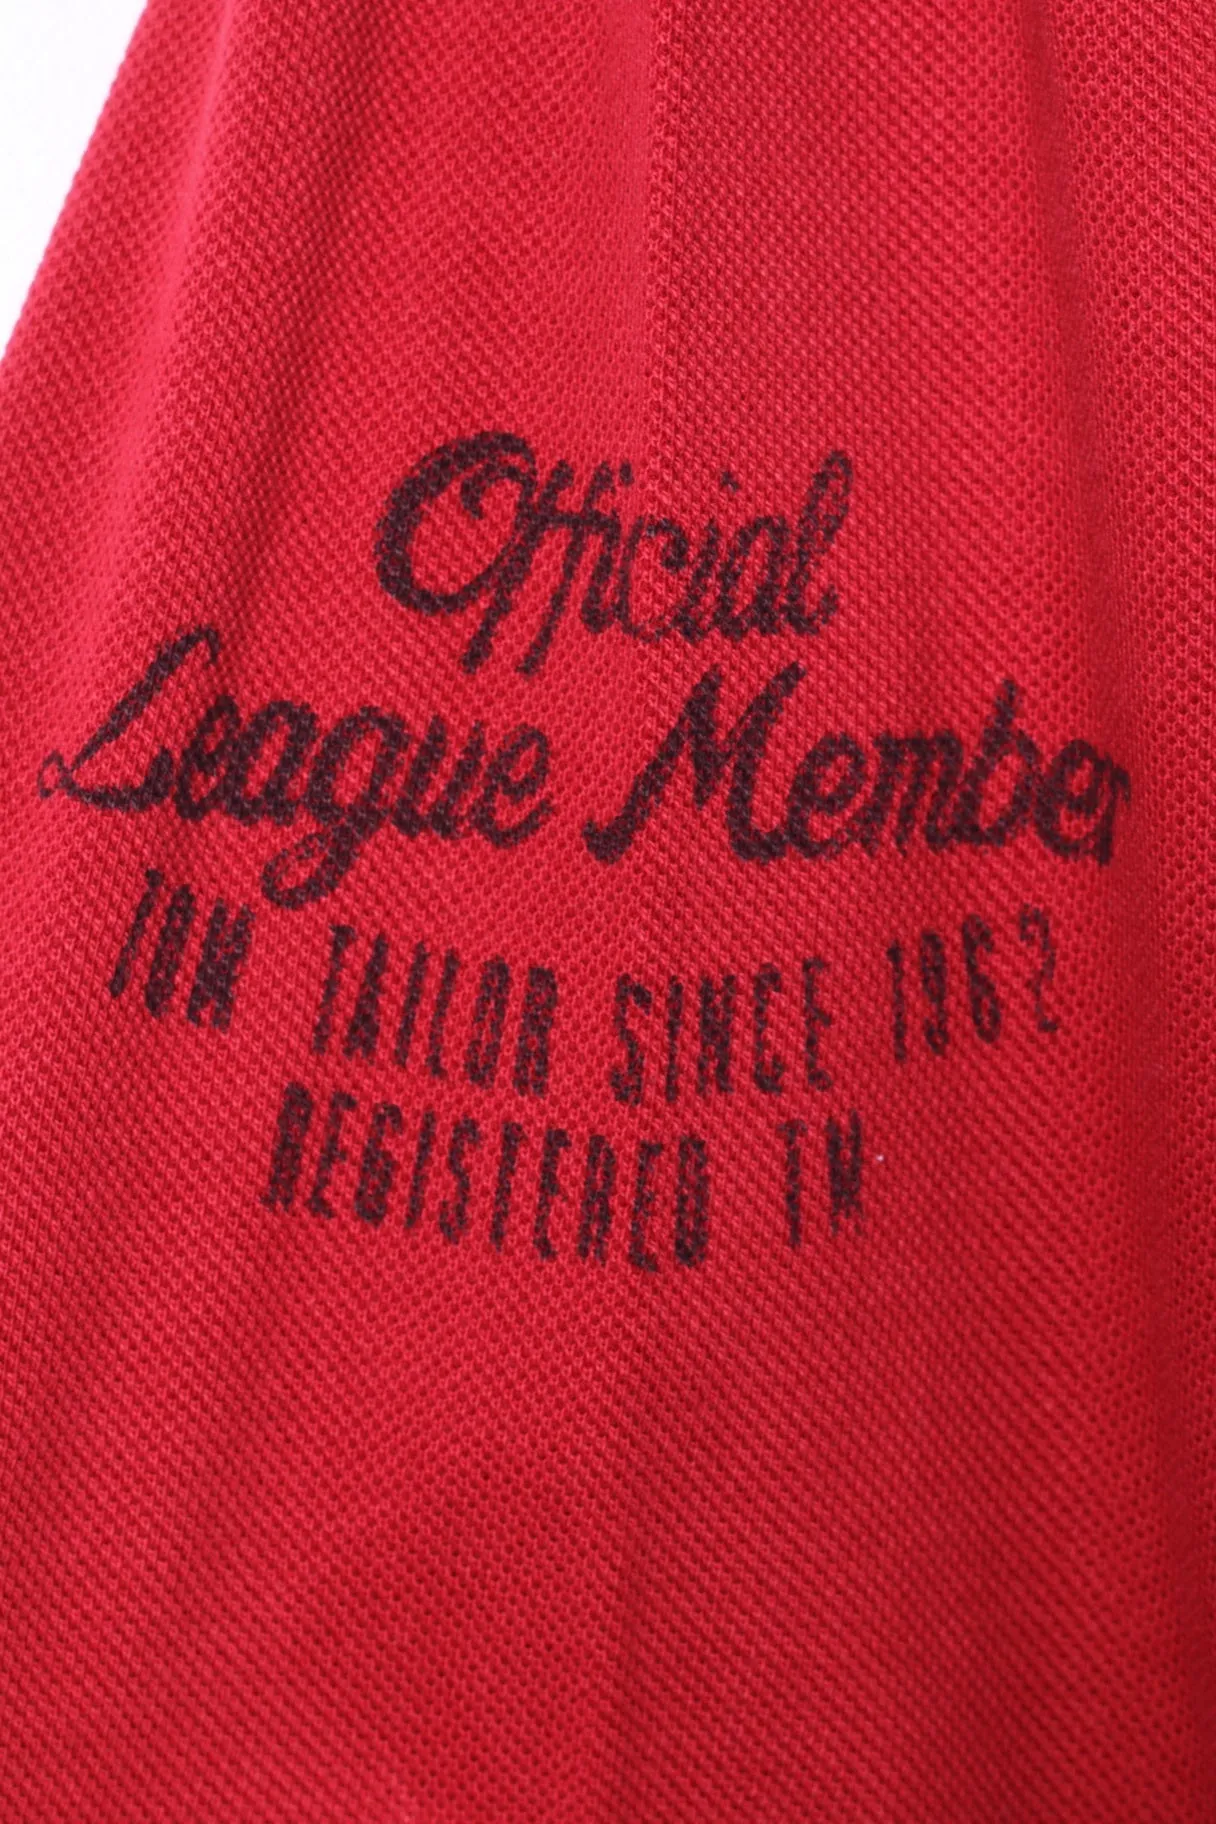 Official
League Member
TOM TAILOR SINCE 1962
REGISTERED TM